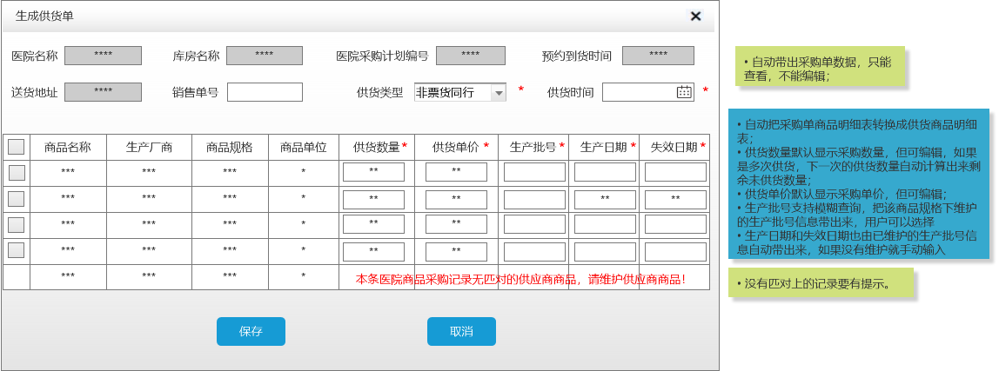 生成供货单
医院名称 **** 库房名称 **** 医院采购计划编号 **** 预约到货时间 ****
送货地址 **** 销售单号 供货类型 非票货同行 * 供货时间 *
商品名称 生产厂商 商品规格 商品单位 供货数量* 供货单价* 生产批号* 生产日期* 失效日期*
*** *** *** * ** **
*** *** *** * ** ** ** **
*** *** *** * ** **
*** *** *** * ** **
*** *** *** * 本条医院商品采购记录无匹对的供应商商品，请维护供应商商品！
保存 取消
• 自动带出采购单数据，只能
查看，不能编辑；
• 自动把采购单商品明细表转换成供货商品明细
表；
• 供货数量默认显示采购数量，但可编辑，如果
是多次供货，下一次的供货数量自动计算出来剩
余未供货数量；
• 供货单价默认显示采购单价，但可编辑；
• 生产批号支持模糊查询，把该商品规格下维护
的生产批号信息带出来，用户可以选择
• 生产日期和失效日期也由已维护的生产批号信
息自动带出来，如果没有维护就手动输入
• 没有匹对上的记录要有提示。